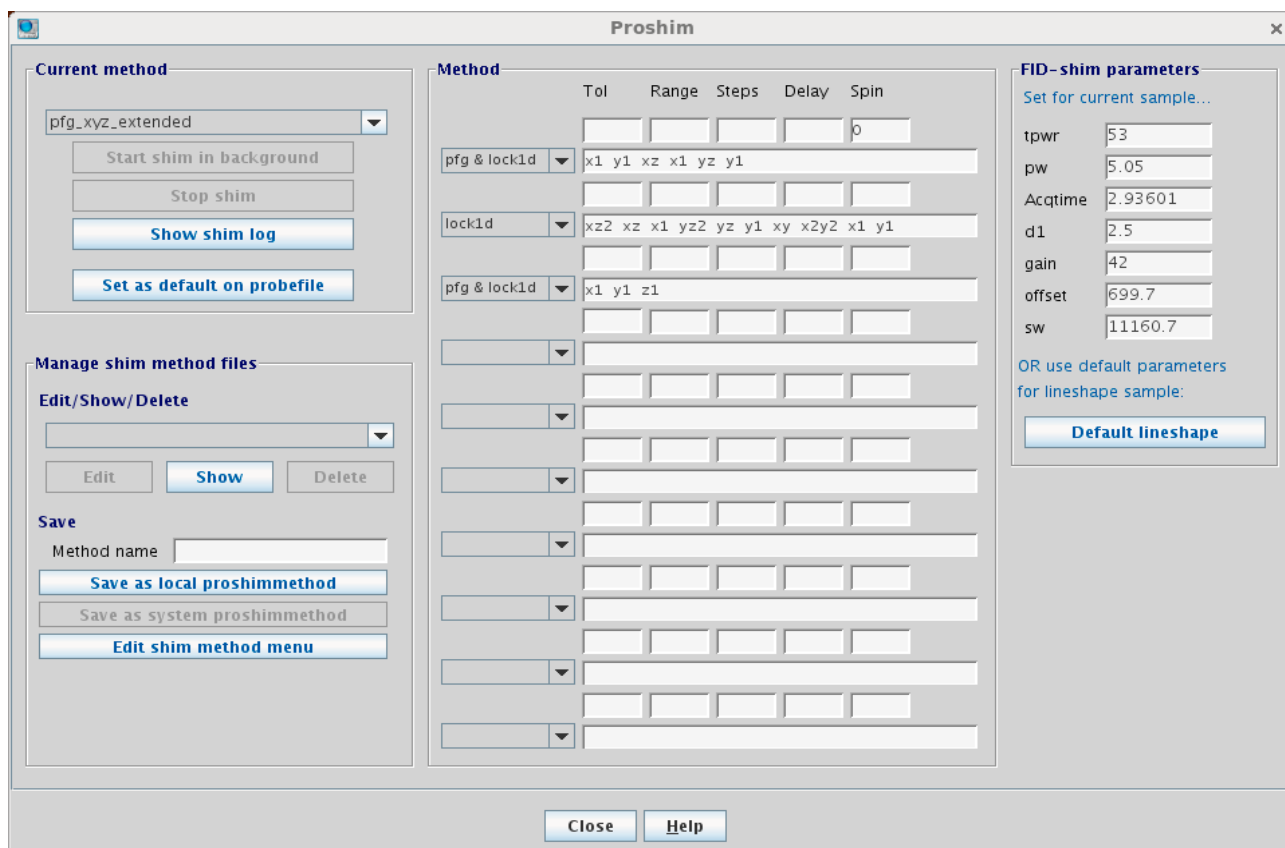 Proshim
Current method
pfg_xyz_extended
Start shim in background
Stop shim
Show shim log
Set as default on probefile
Manage shim method files
Edit/Show/Delete
Edit Show Delete
Save
Method name
Save as local proshimmethod
Save as system proshimmethod
Edit shim method menu
Method
Tol Range Steps Delay Spin
0
pfg & lock1d x1 y1 xz x1 yz y1
lock1d xz2 xz x1 yz2 yz y1 xy x2y2 x1 y1
pfg & lock1d x1 y1 z1
FID-shim parameters
Set for current sample...
tpwr 53
pw 5.05
Acqtime 2.93601
d1 2.5
gain 42
offset 699.7
sw 11160.7
OR use default parameters
for lineshape sample:
Default lineshape
Close Help